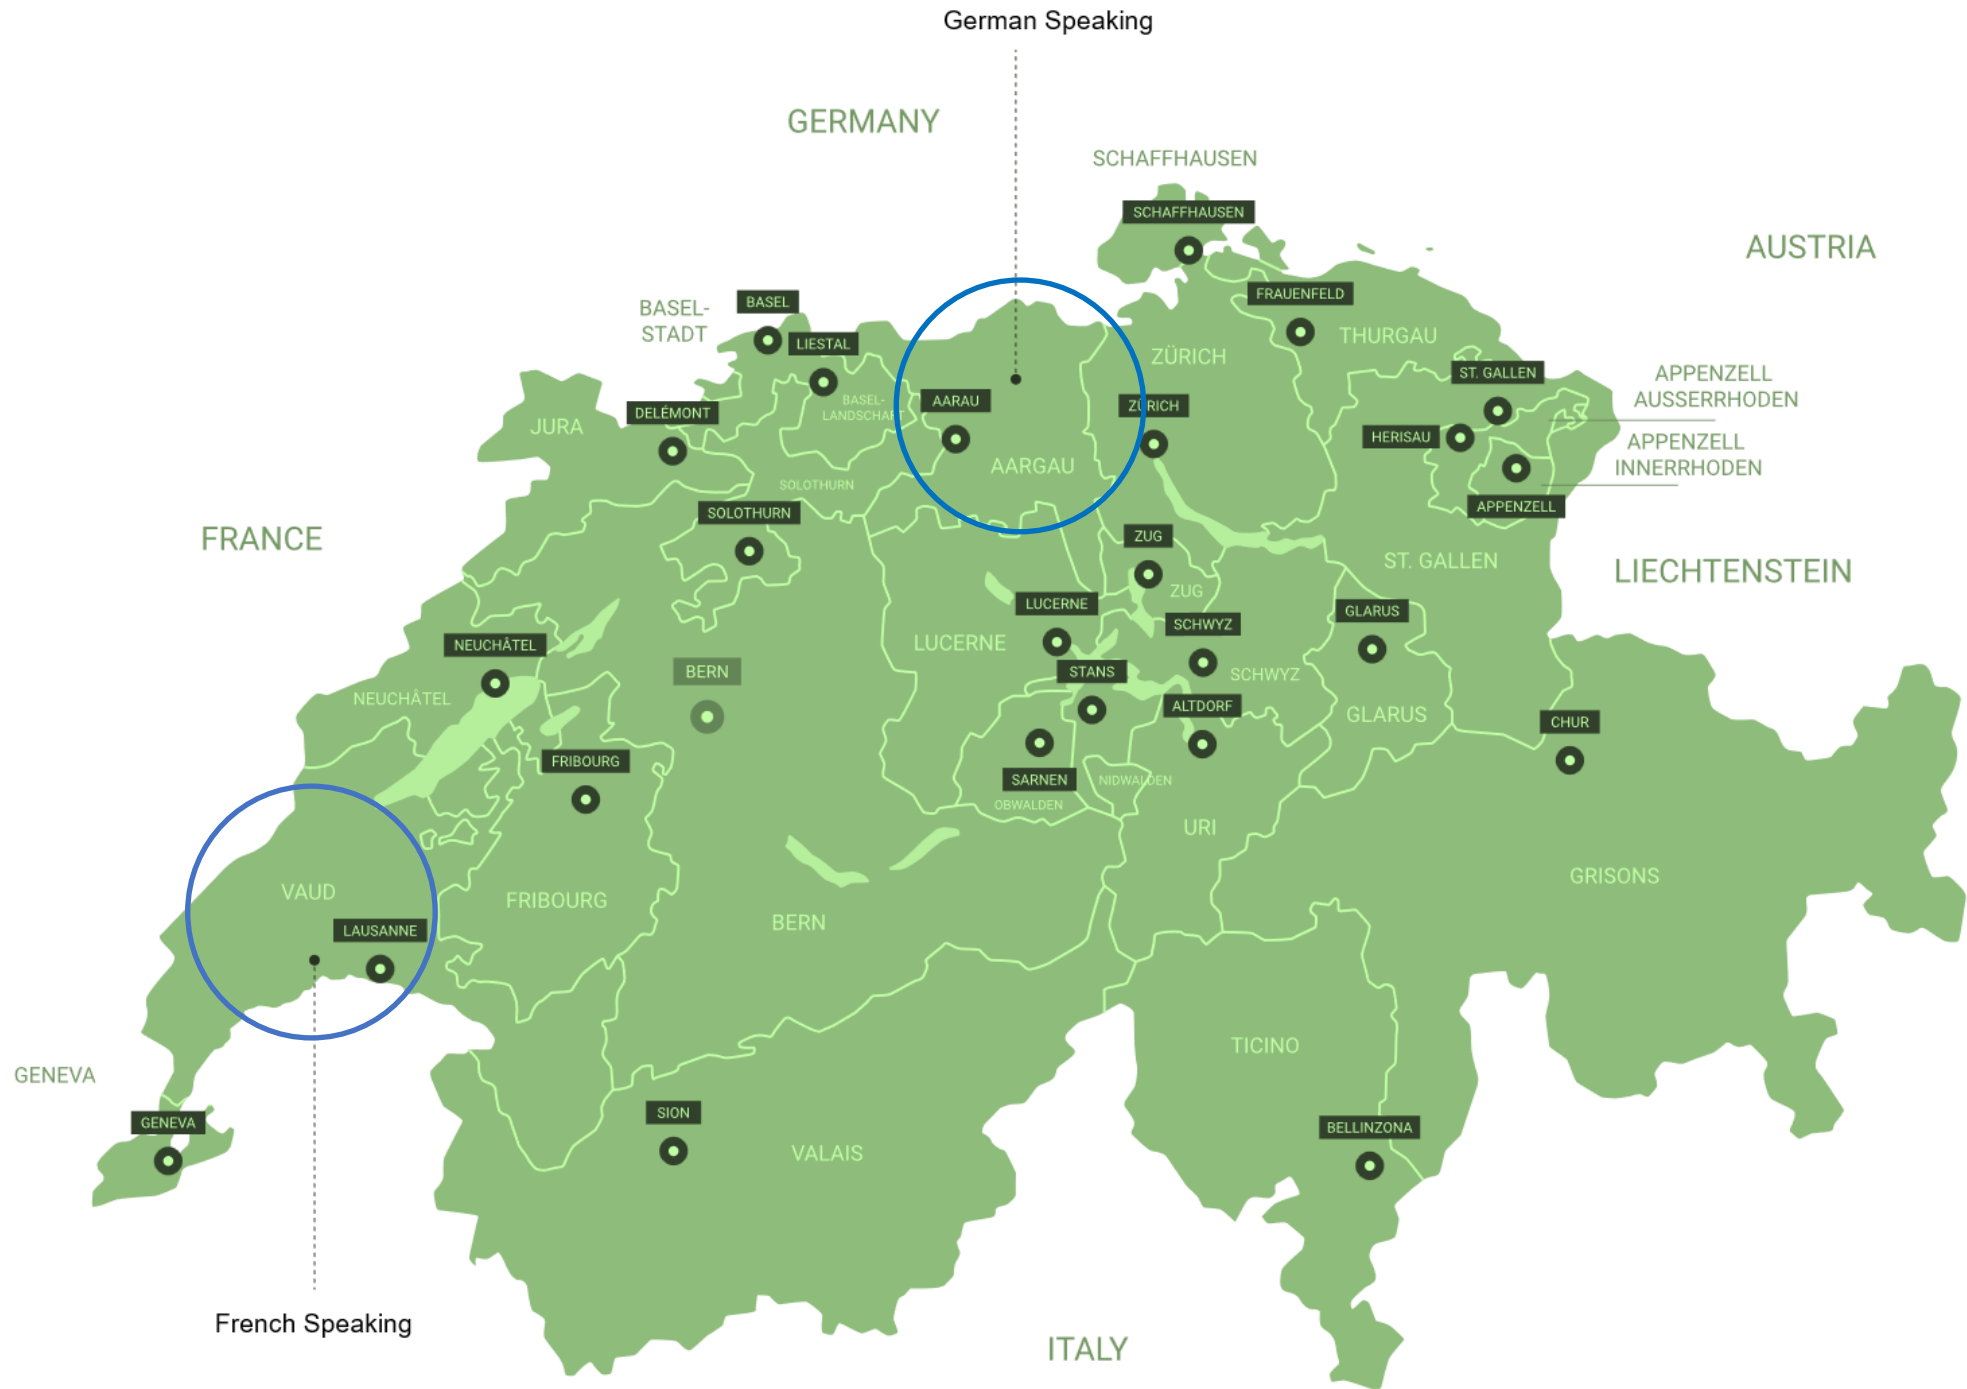 German Speaking
GERMANY
SCHAFFHAUSEN
SCHAFFHAUSEN
AUSTRIA
BASEL-
STADT
BASEL
LIESTAL
FRAUENFELD
THURGAU
ZÜRICH
ST. GALLEN
APPENZELL
AUSSERRHODEN
BASEL-
LANDSCHAFT
AARAU
ZÜRICH
DELÉMONT
JURA
HERISAU
APPENZELL
INNERRHODEN
AARGAU
SOLOTHURN
SOLOTHURN
APPENZELL
FRANCE
ZUG
ST. GALLEN
LIECHTENSTEIN
ZUG
LUCERNE
GLARUS
SCHWYZ
LUCERNE
NEUCHÂTEL
BERN
STANS
SCHWYZ
NEUCHÂTEL
ALTDORF
GLARUS
CHUR
FRIBOURG
SARNEN
NIDWALDEN
OBWALDEN
URI
GRISONS
VAUD
FRIBOURG
BERN
LAUSANNE
TICINO
GENEVA
GENEVA
SION
BELLINZONA
VALAIS
French Speaking
ITALY